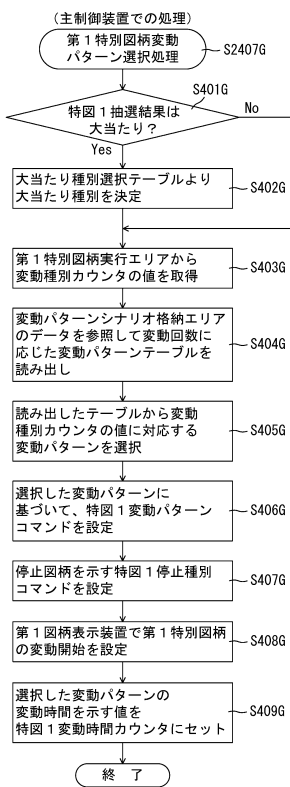 (主制御装置での処理)
第1特別図柄変動
パターン選択処理
S2407G
S401G
特図1抽選結果は
大当たり?
No
Yes
大当たり種別選択テーブルより
大当たり種別を決定
S402G
第1特別図柄実行エリアから
変動種別カウンタの値を取得
S403G
変動パターンシナリオ格納エリア
のデータを参照して変動回数に
応じた変動パターンテーブルを
読み出し
S404G
読み出したテーブルから変動
種別カウンタの値に対応する
変動パターンを選択
S405G
選択した変動パターンに
基づいて、特図1変動パターン
コマンドを設定
S406G
停止図柄を示す特図1停止種別
コマンドを設定
S407G
第1図柄表示装置で第1特別図柄
の変動開始を設定
S408G
選択した変動パターンの
変動時間を示す値を
特図1変動時間カウンタにセット
S409G
終 了